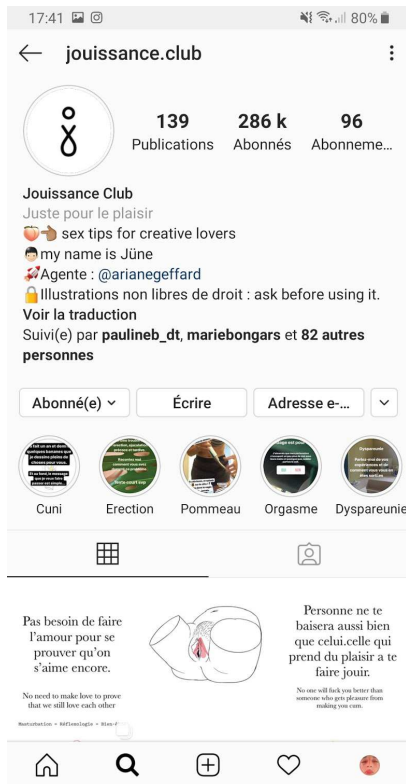 17:41
80%
jouissance.club
139
286 k
96
Publications
Abonnés
Abonneme...
Jouissance Club
Juste pour le plaisir
🍑👈🏽 sex tips for creative lovers
👨🏻my name is Jüne
🚀Agente : @arianegeffard
🔒Illustrations non libres de droit : ask before using it.
Voir la traduction
Suivi(e) par paulineb_dt, mariebongars et 82 autres
personnes
Abonné(e)
Écrire
Adresse e-...
Cuni
Erection
Pommeau
Orgasme
Dyspareunie
Dyspareunie
Pas besoin de faire
l'amour pour se
prouver qu'on
s'aime encore.
No need to make love to prove
that we still love each other
Masturbation - Réflexologie - Bien-
Personne ne te
baisera aussi bien
que celui.celle qui
prend du plaisir a te
faire jouir.
No one will fuck you better than
someone who gets pleasure from
making you cum.